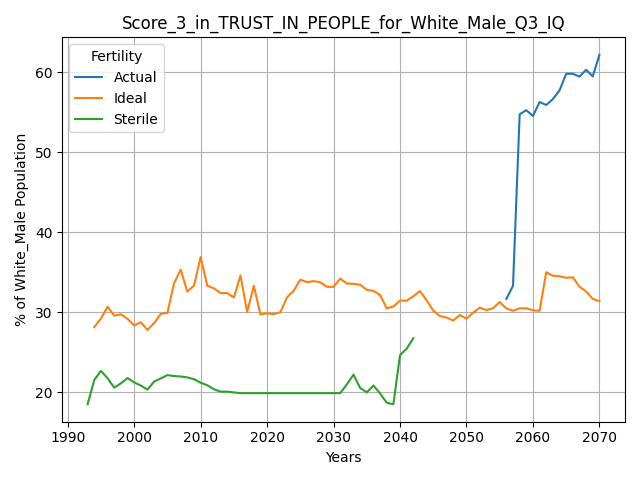 Score_3_in_TRUST_IN_PEOPLE_for_White_Male_Q3_IQ
Fertility
Actual
Ideal
Sterile
% of White_Male Population
60
50
40
30
20
1990
2000
2010
2020
2030
2040
2050
2060
2070
Years